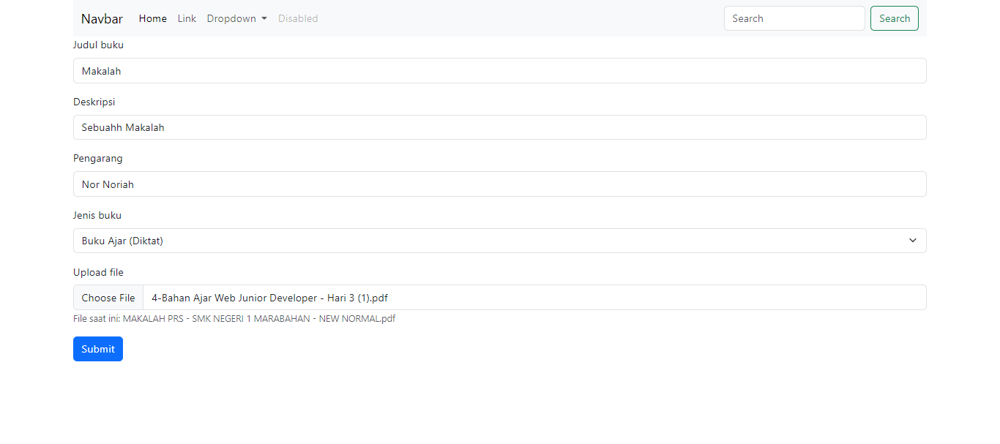 Navbar Home Link Dropdown Disabled Search Search
Judul buku
Makalah
Deskripsi
Sebuahh Makalah
Pengarang
Nor Noriah
Jenis buku
Buku Ajar (Diktat)
Upload file
Choose File 4-Bahan Ajar Web Junior Developer - Hari 3 (1).pdf
File saat ini: MAKALAH PRS - SMK NEGERI 1 MARABAHAN - NEW NORMAL.pdf
Submit